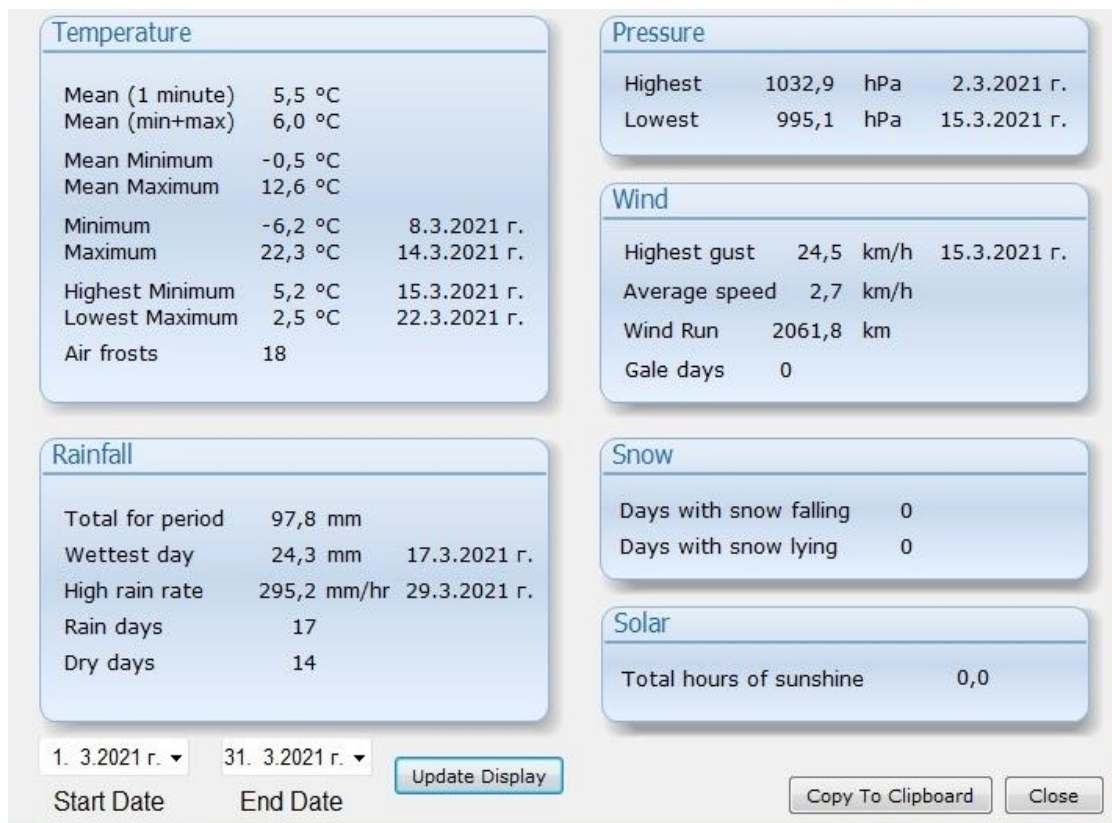 Temperature
Mean (1 minute) 5,5 °C
Mean (min+max) 6,0 °C
Mean Minimum -0,5 °C
Mean Maximum 12,6 °C
Minimum -6,2 °C 8.3.2021 г.
Maximum 22,3 °C 14.3.2021 г.
Highest Minimum 5,2 °C 15.3.2021 г.
Lowest Maximum 2,5 °C 22.3.2021 г.
Air frosts 18
Pressure
Highest 1032,9 hPa 2.3.2021 г.
Lowest 995,1 hPa 15.3.2021 г.
Wind
Highest gust 24,5 km/h 15.3.2021 г.
Average speed 2,7 km/h
Wind Run 2061,8 km
Gale days 0
Rainfall
Total for period 97,8 mm
Wettest day 24,3 mm 17.3.2021 г.
High rain rate 295,2 mm/hr 29.3.2021 г.
Rain days 17
Dry days 14
Snow
Days with snow falling 0
Days with snow lying 0
Solar
Total hours of sunshine 0,0
1. 3.2021 г. 31. 3.2021 г. Update Display
Start Date End Date
Copy To Clipboard Close